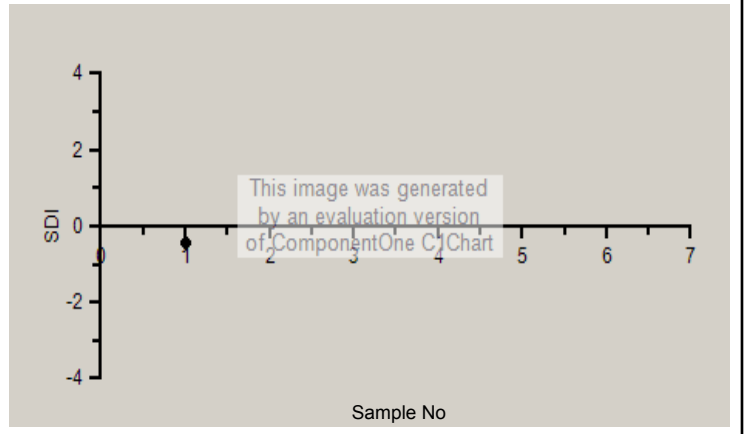 4
2
This image was generated
by an evaluation version
of ComponentOne C1Chart
SDI
0
0 1 2 3 4 5 6 7
-2
-4
Sample No